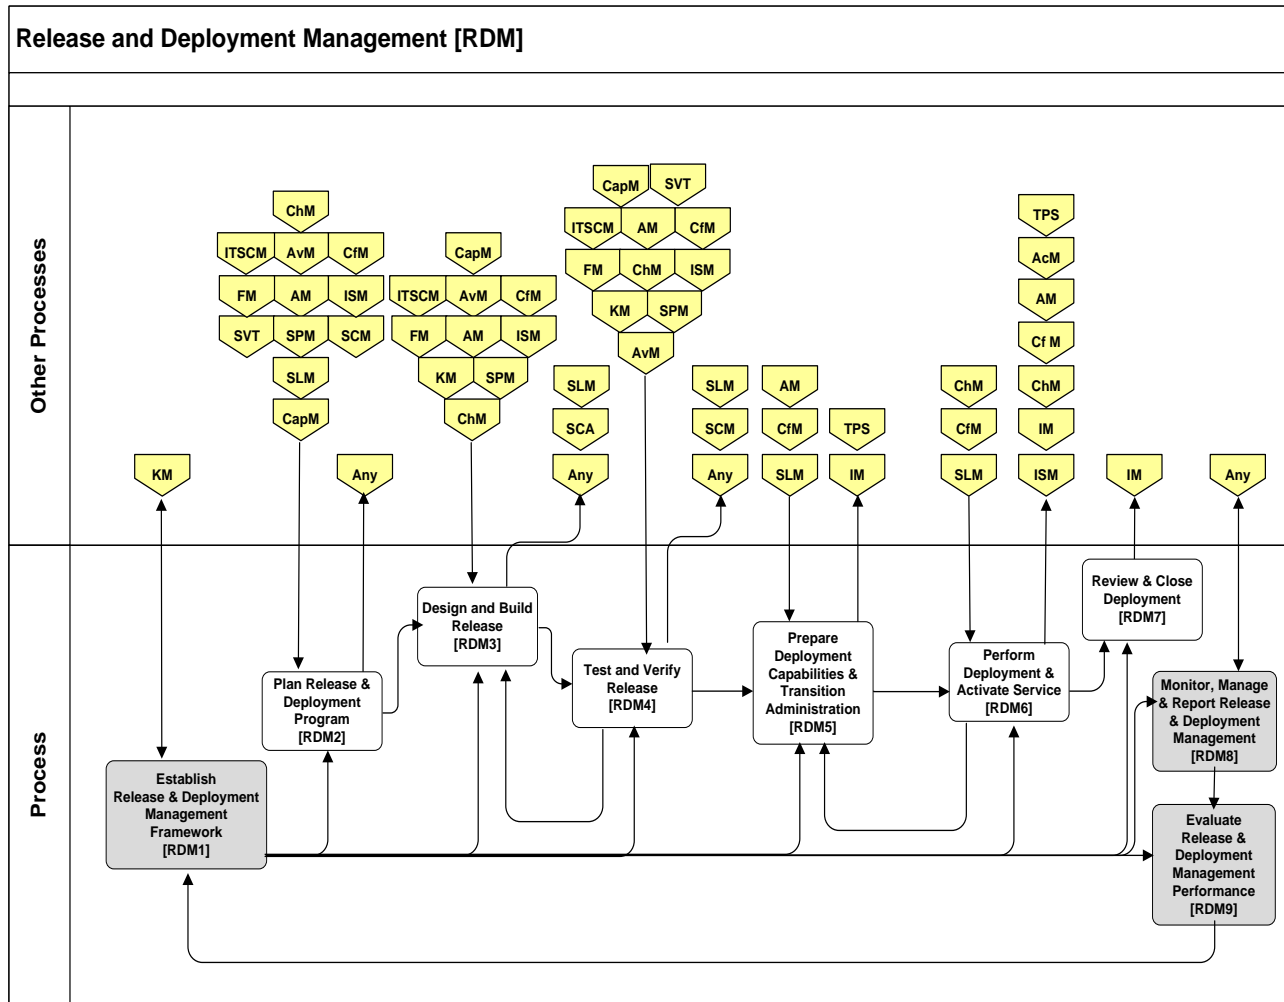 Release and Deployment Management [RDM]
Other Processes
ChM
ITSCM AvM CfM
FM AM ISM
SVT SPM SCM
SLM
CapM
KM
Any
CapM
ITSCM AvM CfM
FM AM ISM
KM SPM
ChM
SLM
SCA
Any
CapM SVT
ITSCM AM CfM
FM ChM ISM
KM SPM
AvM
SLM
SCM
Any
AM
CfM
SLM
TPS
IM
ChM
CfM
SLM
TPS
AcM
AM
Cf M
ChM
IM
ISM
IM
Any
Process
Establish
Release & Deployment
Management
Framework
[RDM1]
Plan Release &
Deployment
Program
[RDM2]
Design and Build
Release
[RDM3]
Test and Verify
Release
[RDM4]
Prepare
Deployment
Capabilities &
Transition
Administration
[RDM5]
Perform
Deployment &
Activate Service
[RDM6]
Review & Close
Deployment
[RDM7]
Monitor, Manage
& Report Release
& Deployment
Management
[RDM8]
Evaluate
Release &
Deployment
Management
Performance
[RDM9]